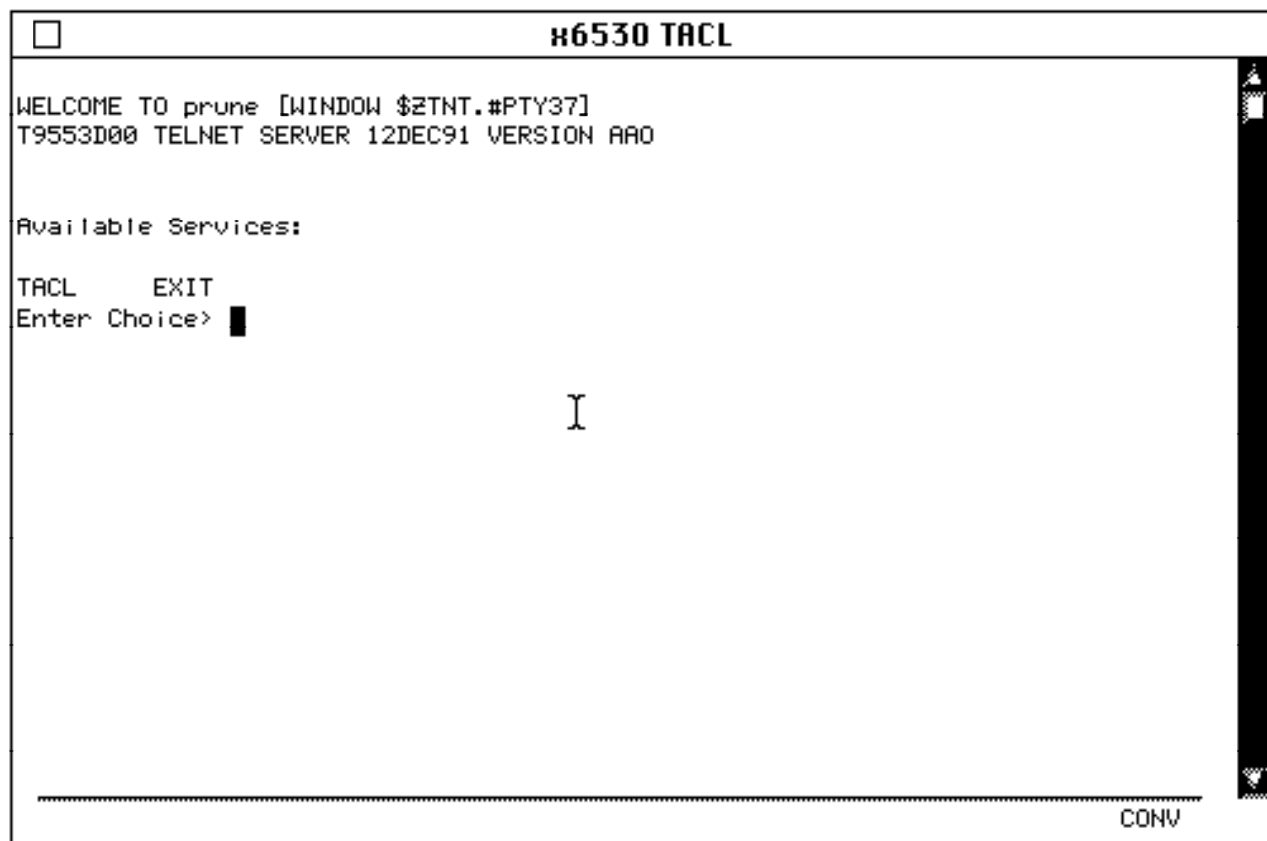 x6530 TACL
WELCOME TO prune [WINDOW $ZTNT.#PTY37]
T9553D00 TELNET SERVER 12DEC91 VERSION AAO
Available Services:
TACL EXIT
Enter Choice>
CONV